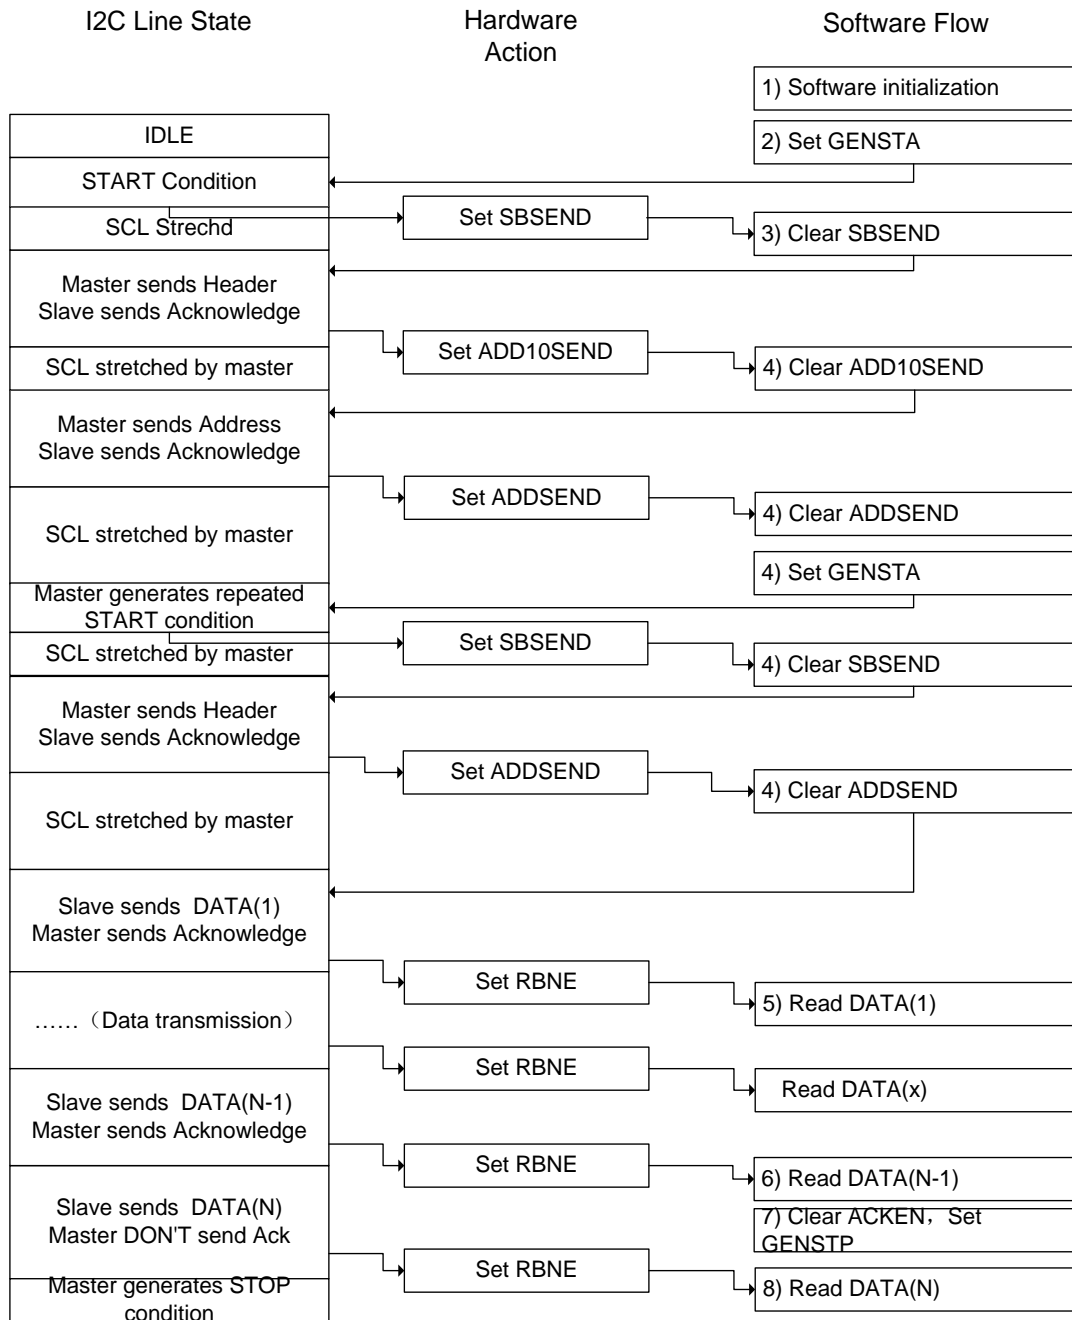 I2C Line State
Hardware
Action
Software Flow
1) Software initialization
IDLE
2) Set GENSTA
START Condition
Set SBSEND
SCL Strechd
3) Clear SBSEND
Master sends Header
Slave sends Acknowledge
Set ADD10SEND
SCL stretched by master
4) Clear ADD10SEND
Master sends Address
Slave sends Acknowledge
Set ADDSEND
4) Clear ADDSEND
SCL stretched by master
4) Set GENSTA
Master generates repeated
START condition
Set SBSEND
SCL stretched by master
4) Clear SBSEND
Master sends Header
Slave sends Acknowledge
Set ADDSEND
4) Clear ADDSEND
SCL stretched by master
Slave sends DATA(1)
Master sends Acknowledge
Set RBNE
5) Read DATA(1)
……（Data transmission）
Set RBNE
Read DATA(x)
Slave sends DATA(N-1)
Master sends Acknowledge
Set RBNE
6) Read DATA(N-1)
Slave sends DATA(N)
Master DON'T send Ack
7) Clear ACKEN，Set
GENSTP
Set RBNE
8) Read DATA(N)
Master generates STOP
condition